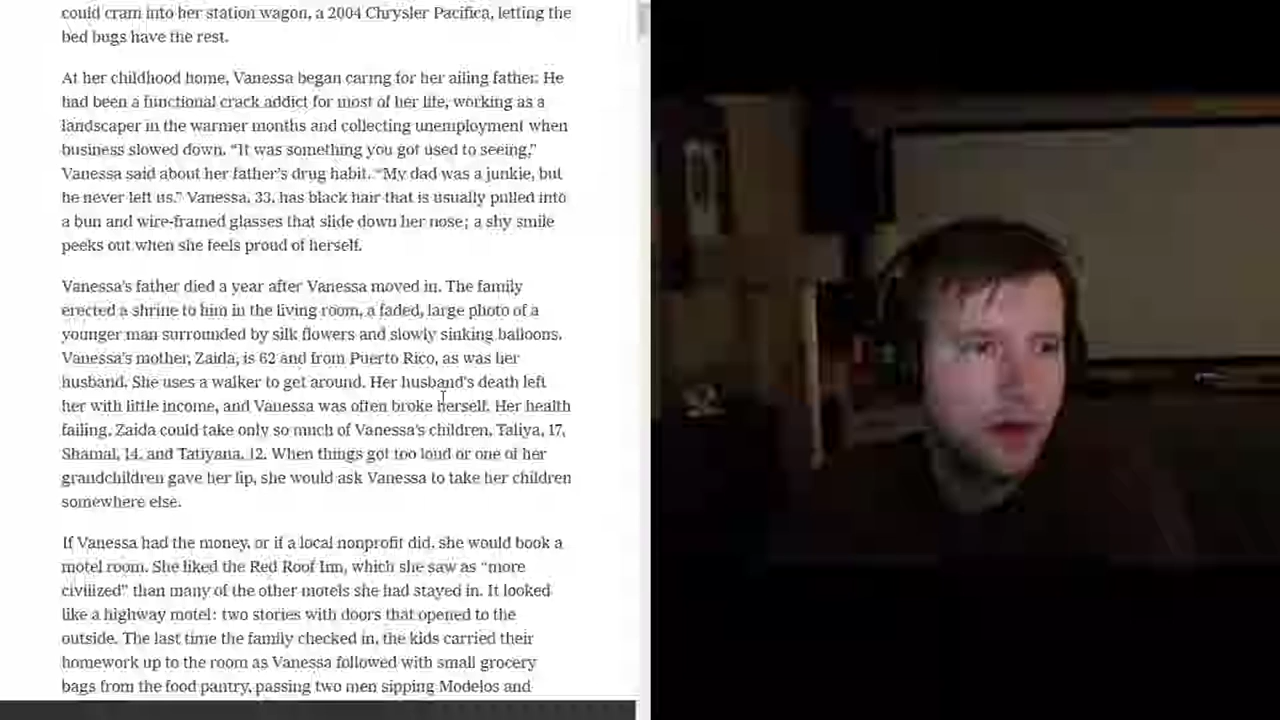 could cram into her station wagon, a 2004 Chrysler Pacifica, letting the
bed bugs have the rest.
At her childhood home, Vanessa began caring for her ailing father. He
had been a functional crack addict for most of her life, working as a
landscaper in the warmer months and collecting unemployment when
business slowed down. “It was something you got used to seeing,”
Vanessa said about her father’s drug habit. “My dad was a junkie, but
he never left us.” Vanessa, 33, has black hair that is usually pulled into
a bun and wire-framed glasses that slide down her nose; a shy smile
peeks out when she feels proud of herself.
Vanessa’s father died a year after Vanessa moved in. The family
erected a shrine to him in the living room, a faded, large photo of a
younger man surrounded by silk flowers and slowly sinking balloons.
Vanessa’s mother, Zaida, is 62 and from Puerto Rico, as was her
husband. She uses a walker to get around. Her husband’s death left
her with little income, and Vanessa was often broke herself. Her health
failing, Zaida could take only so much of Vanessa’s children, Taliya, 17,
Shamal, 14, and Tatiyana, 12. When things got too loud or one of her
grandchildren gave her lip, she would ask Vanessa to take her children
somewhere else.
If Vanessa had the money, or if a local nonprofit did, she would book a
motel room. She liked the Red Roof Inn, which she saw as “more
civilized” than many of the other motels she had stayed in. It looked
like a highway motel: two stories with doors that opened to the
outside. The last time the family checked in, the kids carried their
homework up to the room as Vanessa followed with small grocery
bags from the food pantry, passing two men sipping Modelos and